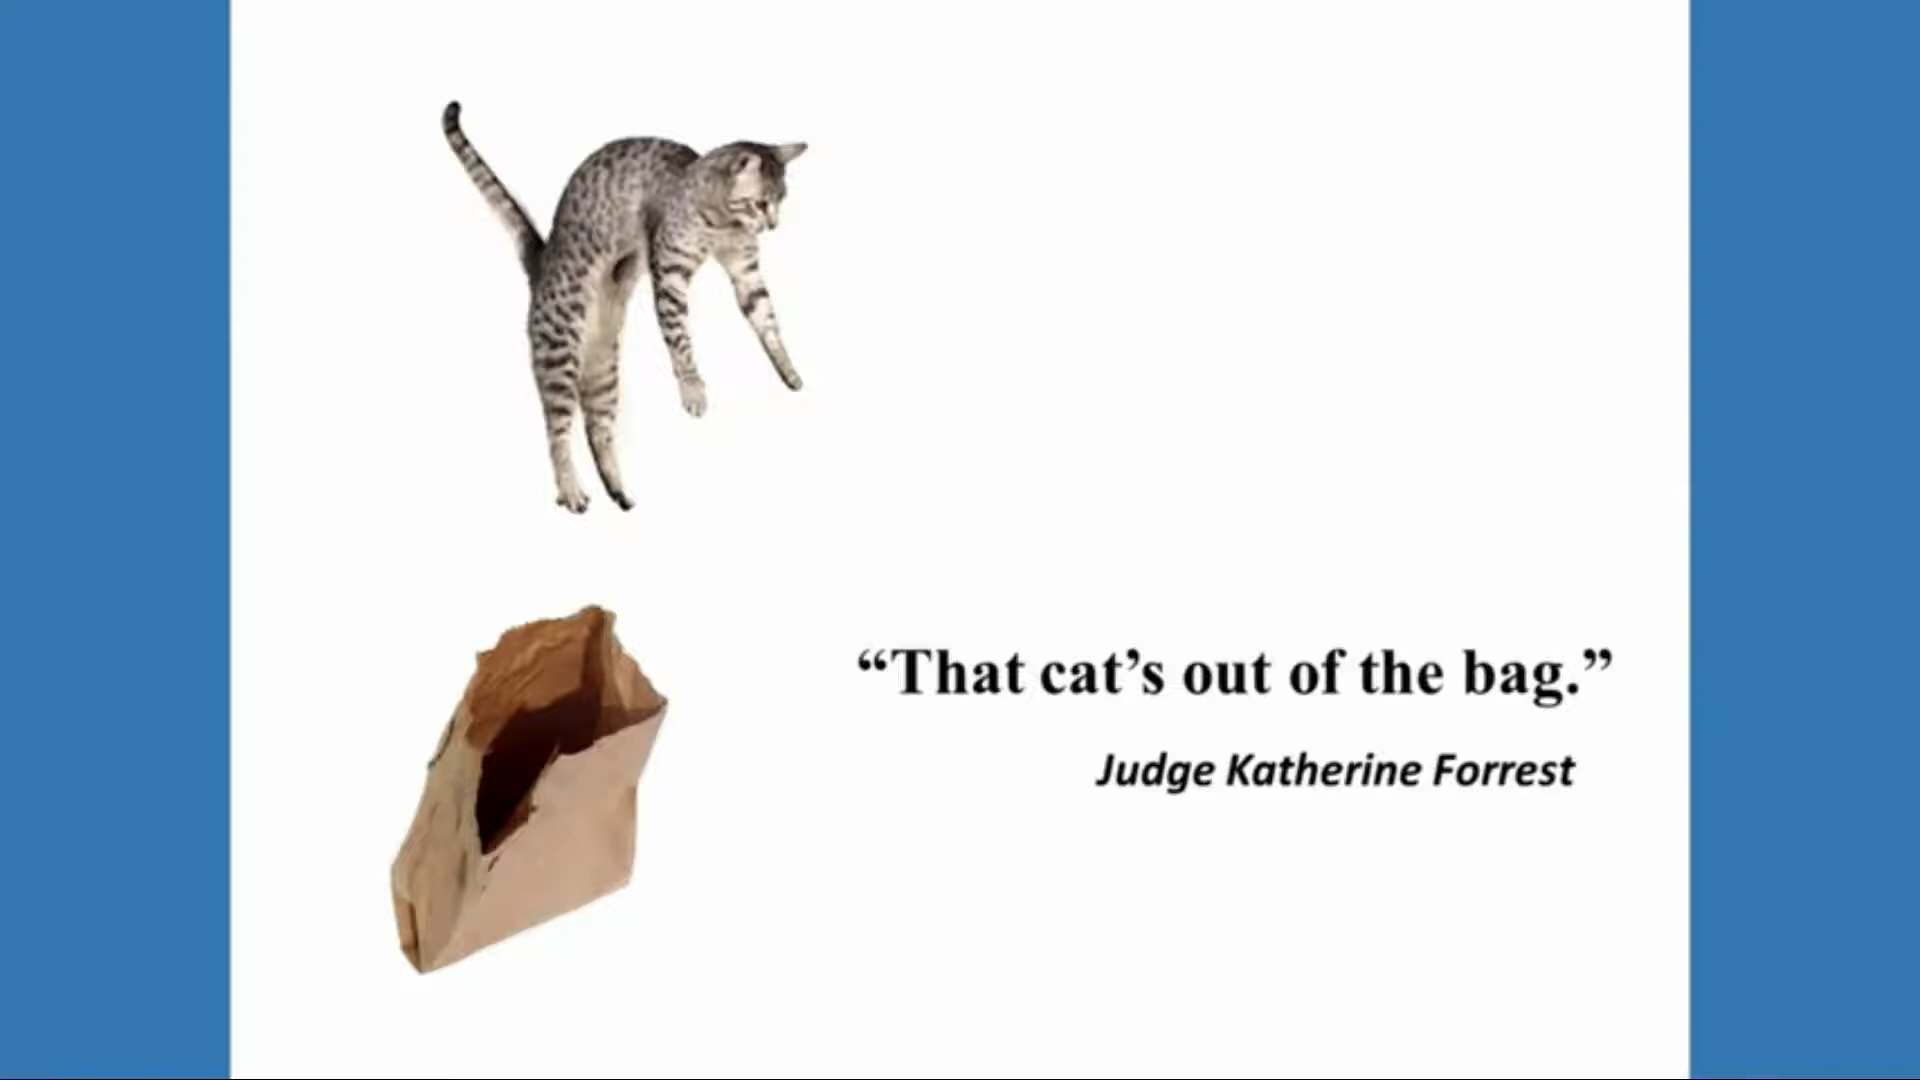 “That cat’s out of the bag.”
Judge Katherine Forrest